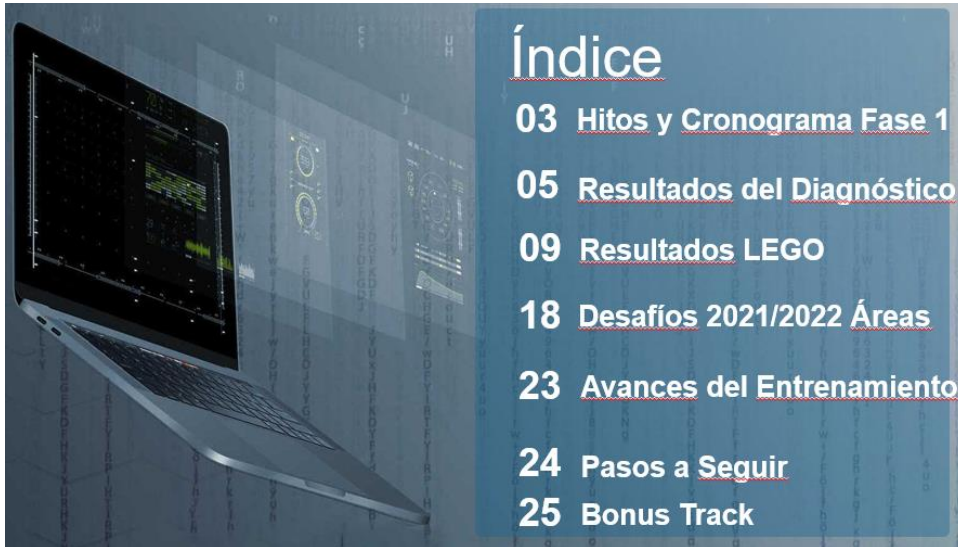 Índice
03 Hitos y Cronograma Fase 1
05 Resultados del Diagnóstico
09 Resultados LEGO
18 Desafíos 2021/2022 Áreas
23 Avances del Entrenamiento
24 Pasos a Seguir
25 Bonus Track